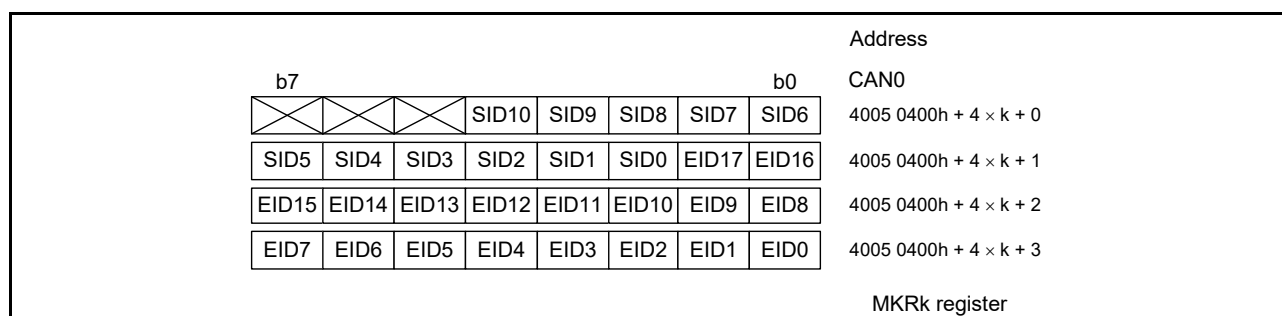 Address
b7 b0 CAN0
SID10 SID9 SID8 SID7 SID6 4005 0400h + 4 × k + 0
SID5 SID4 SID3 SID2 SID1 SID0 EID17 EID16 4005 0400h + 4 × k + 1
EID15 EID14 EID13 EID12 EID11 EID10 EID9 EID8 4005 0400h + 4 × k + 2
EID7 EID6 EID5 EID4 EID3 EID2 EID1 EID0 4005 0400h + 4 × k + 3
MKRk register